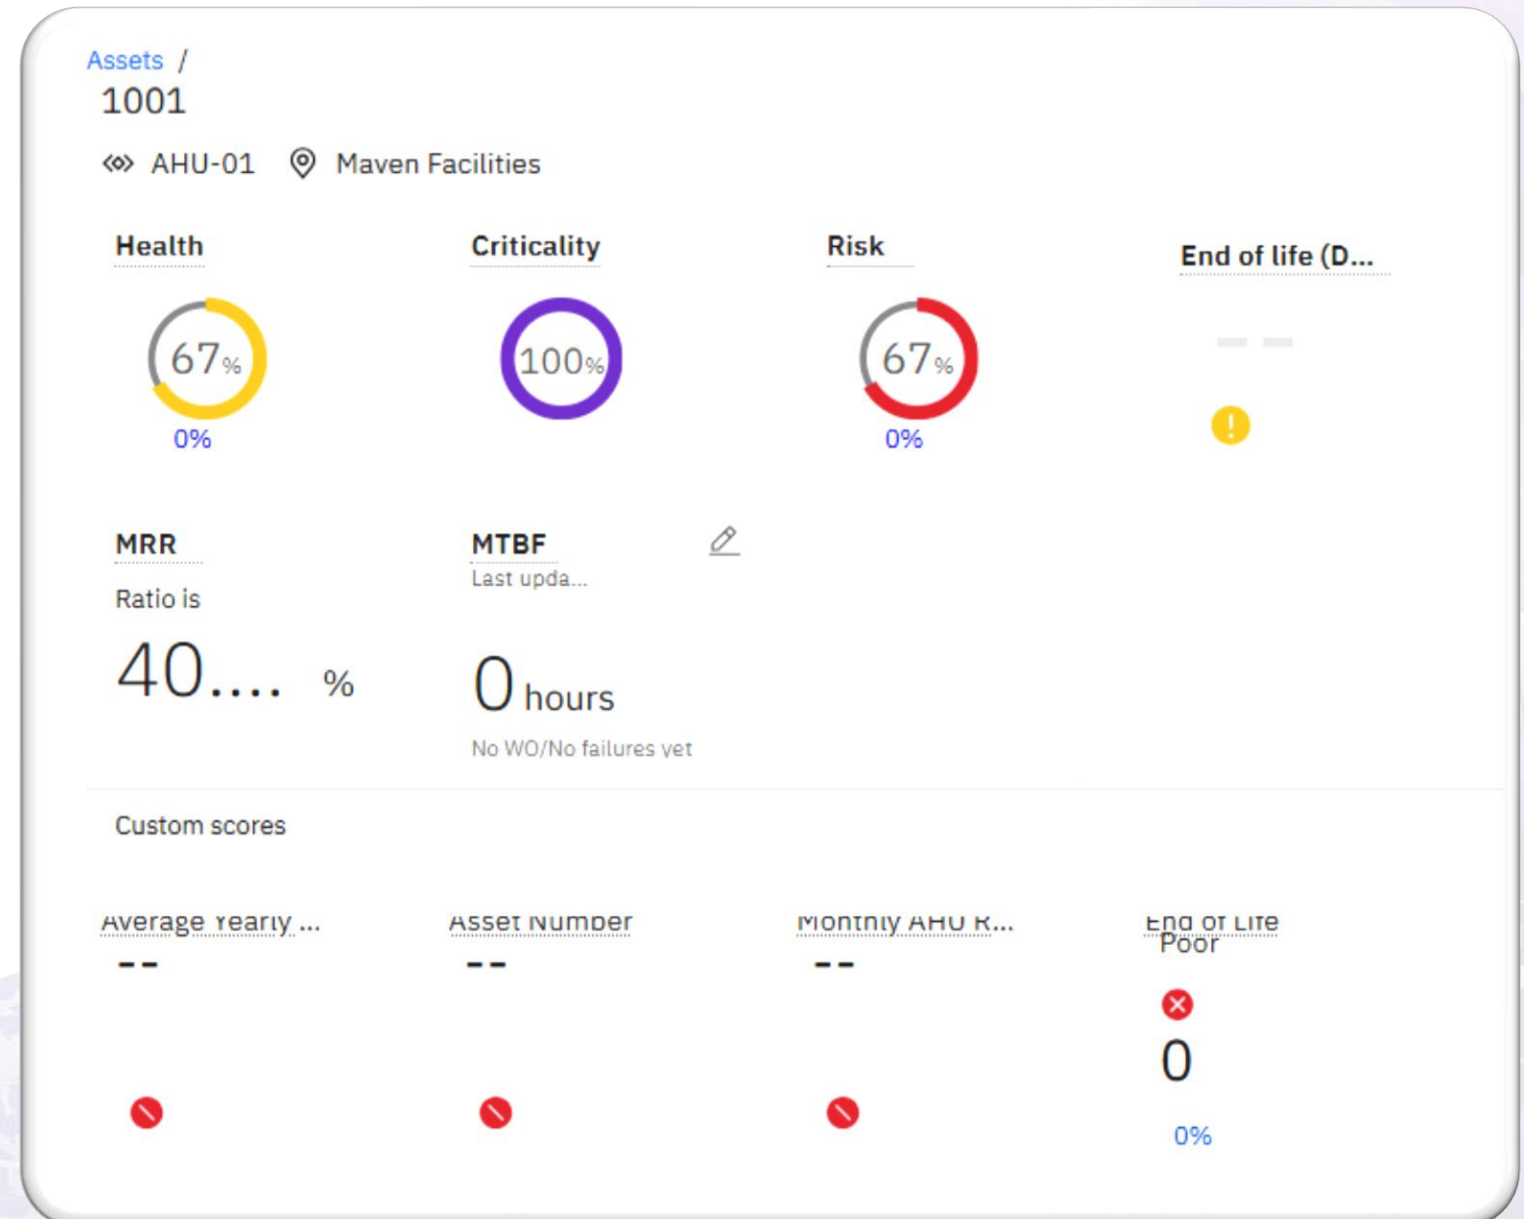 Assets /
1001
AHU-01 Maven Facilities
Health Criticality Risk End of life (D...
67% 100% 67% -- 
0% 0%
MRR MTBF
Last upda...
Ratio is
40.... % 0 hours
No WO/No failures yet
Custom scores
Average Yearly ... Asset Number Monthly AHU R... End of Life
Poor
-- -- --
0
0%